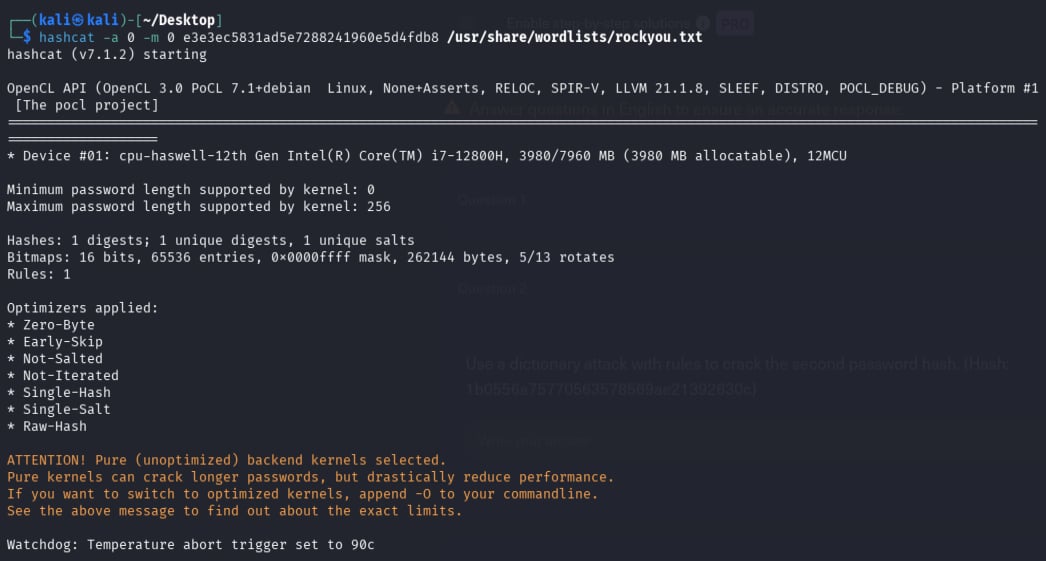 Enable step-by-step solutions PRO
(kali㉿kali)-[~/Desktop]
$ hashcat -a 0 -m 0 e3e3ec5831ad5e7288241960e5d4fdb8 /usr/share/wordlists/rockyou.txt
hashcat (v7.1.2) starting
OpenCL API (OpenCL 3.0 PoCL 7.1+debian  Linux, None+Asserts, RELOC, SPIR-V, LLVM 21.1.8, SLEEF, DISTRO, POCL_DEBUG) - Platform #1
[The pocl project]
Answer questions in English to ensure an accurate response
* Device #01: cpu-haswell-12th Gen Intel(R) Core(TM) i7-12800H, 3980/7960 MB (3980 MB allocatable), 12MCU
Minimum password length supported by kernel: 0
Maximum password length supported by kernel: 256
Question 1
Hashes: 1 digests; 1 unique digests, 1 unique salts
Bitmaps: 16 bits, 65536 entries, 0x0000ffff mask, 262144 bytes, 5/13 rotates
Rules: 1
Question 2
Optimizers applied:
* Zero-Byte
* Early-Skip
* Not-Salted
* Not-Iterated
* Single-Hash
* Single-Salt
* Raw-Hash
Use a dictionary attack with rules to crack the second password hash. (Hash:
ATTENTION! Pure (unoptimized) backend kernels selected.
Pure kernels can crack longer passwords, but drastically reduce performance.
If you want to switch to optimized kernels, append -O to your commandline.
See the above message to find out about the exact limits.
Watchdog: Temperature abort trigger set to 90c